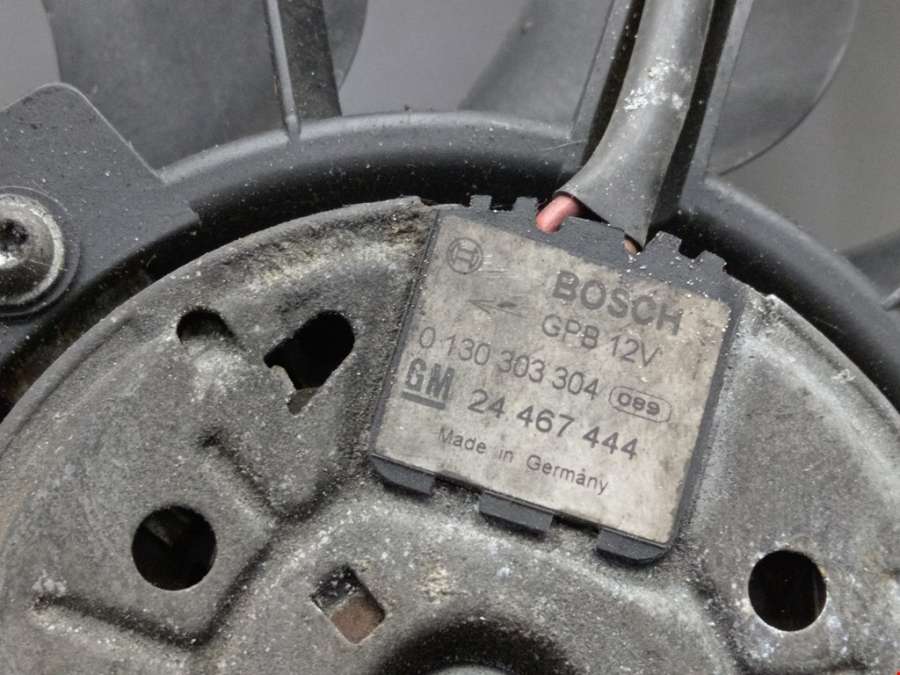 BOSCH
GPB 12V
0 130 303 304 089
GM 24 467 444
Made in Germany